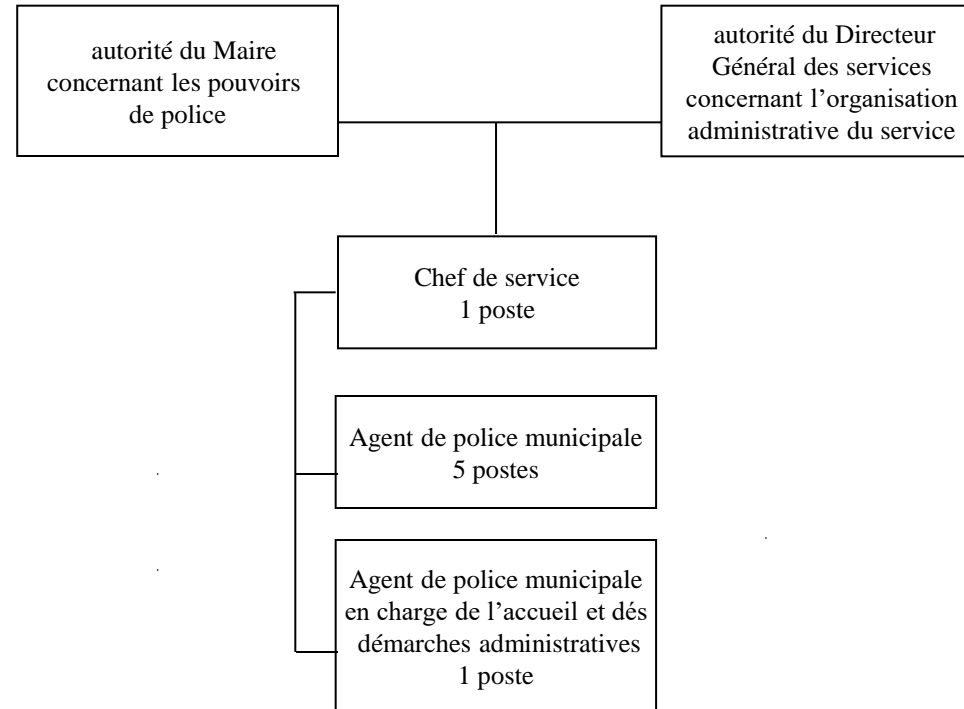 autorité du Maire
concernant les pouvoirs
de police
autorité du Directeur
Général des services
concernant l’organisation
administrative du service
Chef de service
1 poste
Agent de police municipale
5 postes
Agent de police municipale
en charge de l’accueil et dés
démarches administratives
1 poste